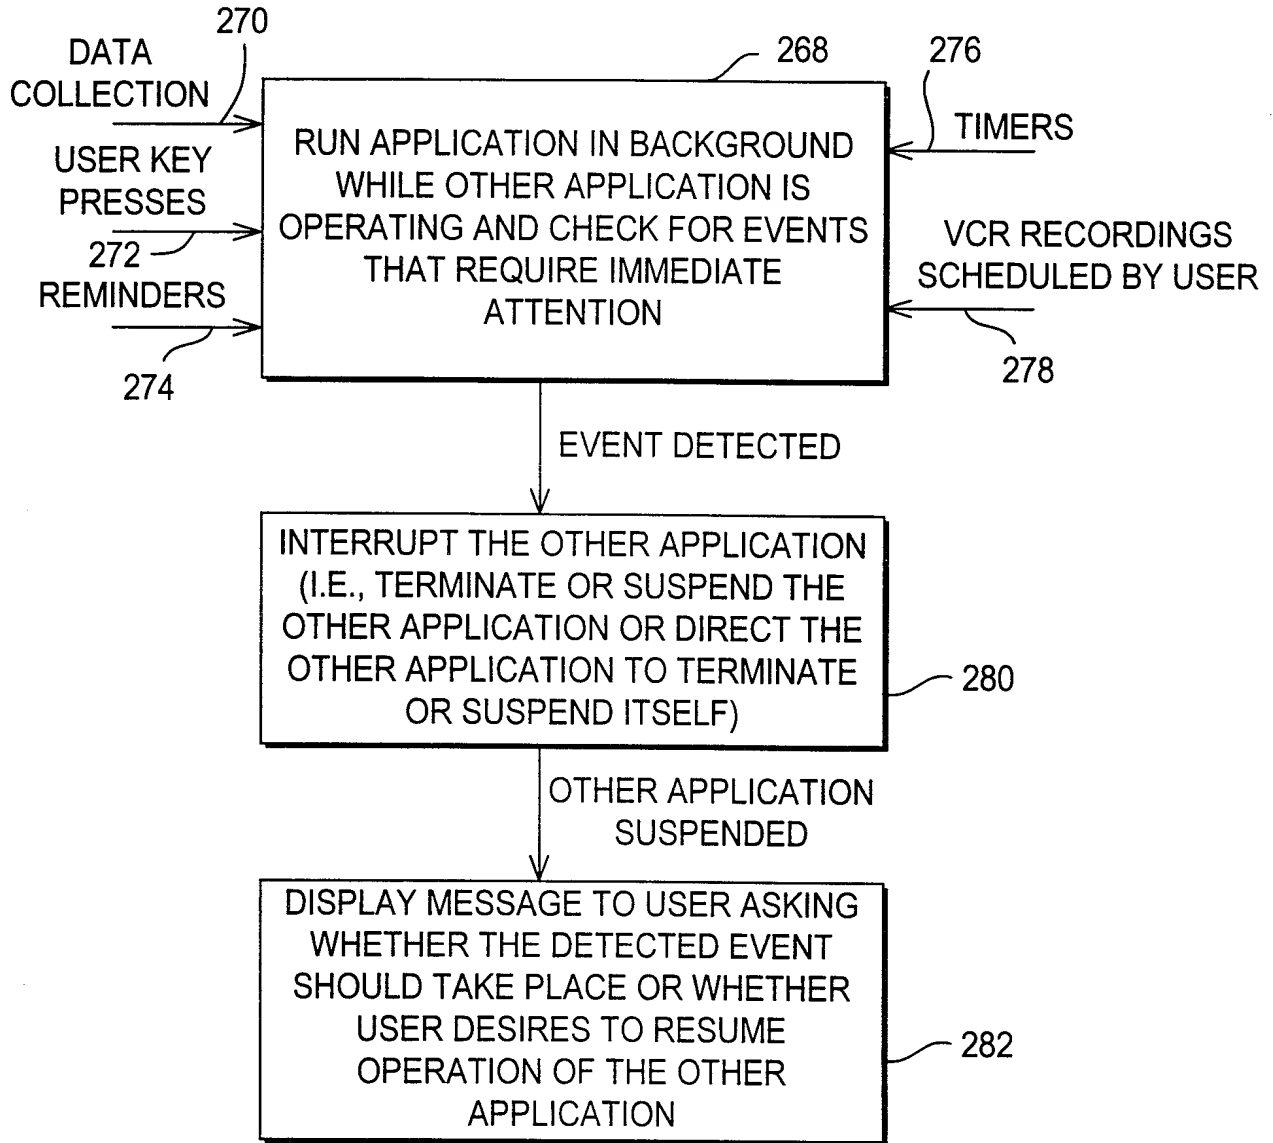 270
DATA
COLLECTION
USER KEY
PRESSES
272
REMINDERS
274
268
RUN APPLICATION IN BACKGROUND
WHILE OTHER APPLICATION IS
OPERATING AND CHECK FOR EVENTS
THAT REQUIRE IMMEDIATE
ATTENTION
276
TIMERS
VCR RECORDINGS
SCHEDULED BY USER
278
EVENT DETECTED
INTERRUPT THE OTHER APPLICATION
(I.E., TERMINATE OR SUSPEND THE
OTHER APPLICATION OR DIRECT THE
OTHER APPLICATION TO TERMINATE
OR SUSPEND ITSELF)
280
OTHER APPLICATION
SUSPENDED
DISPLAY MESSAGE TO USER ASKING
WHETHER THE DETECTED EVENT
SHOULD TAKE PLACE OR WHETHER
USER DESIRES TO RESUME
OPERATION OF THE OTHER
APPLICATION
282